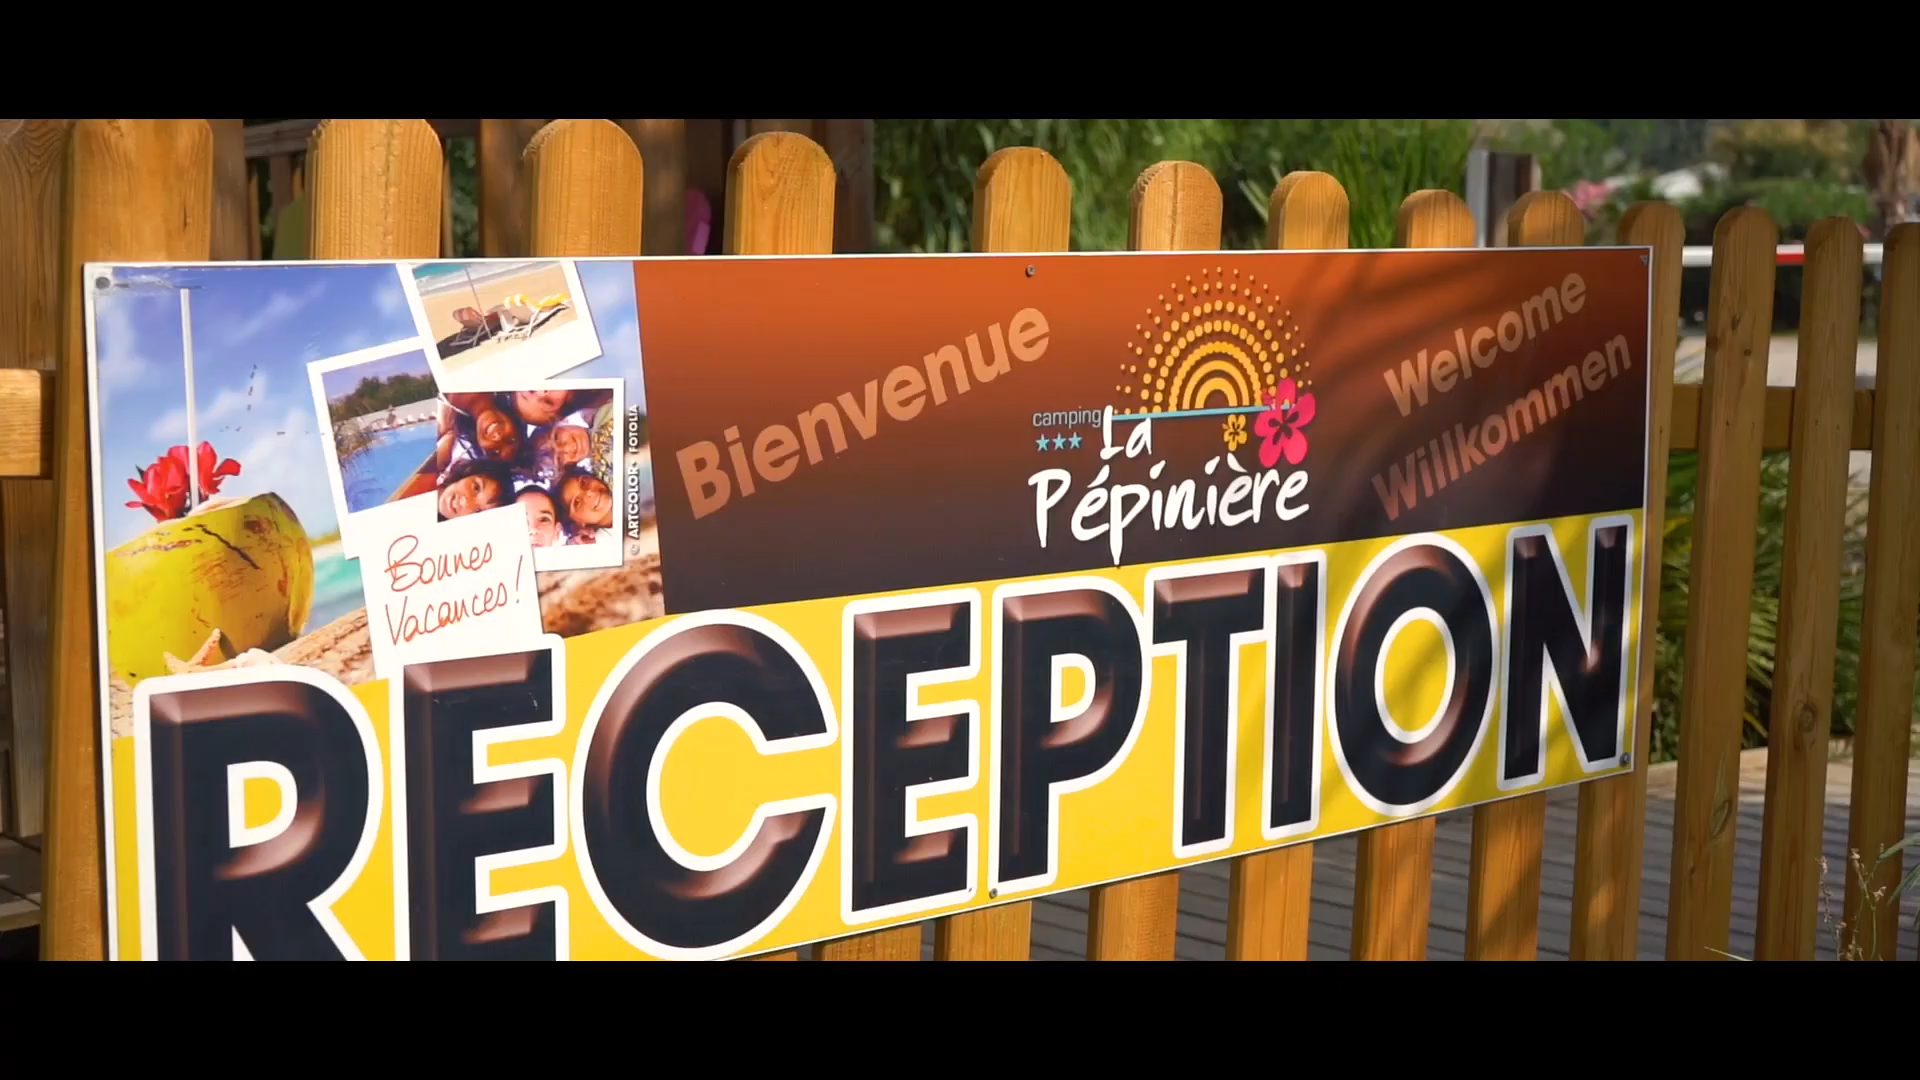 Bienvenue
camping
La
Pépinière
Welcome
Willkommen
© ARTCOLOR - FOTOLIA
Bonnes
Vacances !
RECEPTION